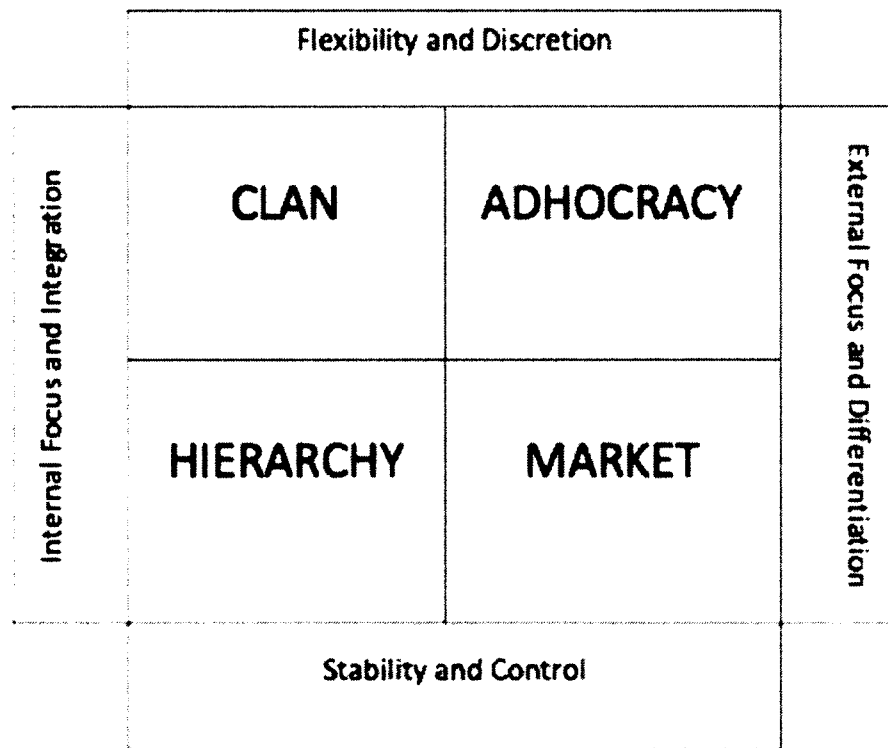 Flexibility and Discretion
Internal Focus and Integration
CLAN
ADHOCRACY
External Focus and Differentiation
HIERARCHY
MARKET
Stability and Control